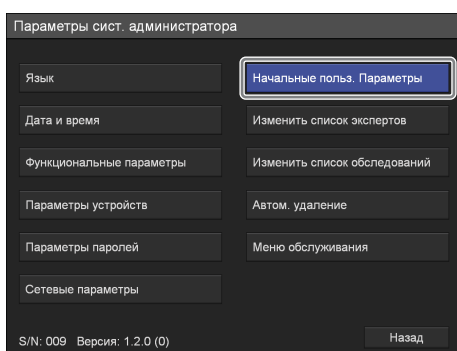 Параметры сист. администратора
Язык
Начальные польз. Параметры
Дата и время
Изменить список экспертов
Функциональные параметры
Изменить список обследований
Параметры устройств
Автом. удаление
Параметры паролей
Меню обслуживания
Сетевые параметры
S/N: 009 Версия: 1.2.0 (0)
Назад